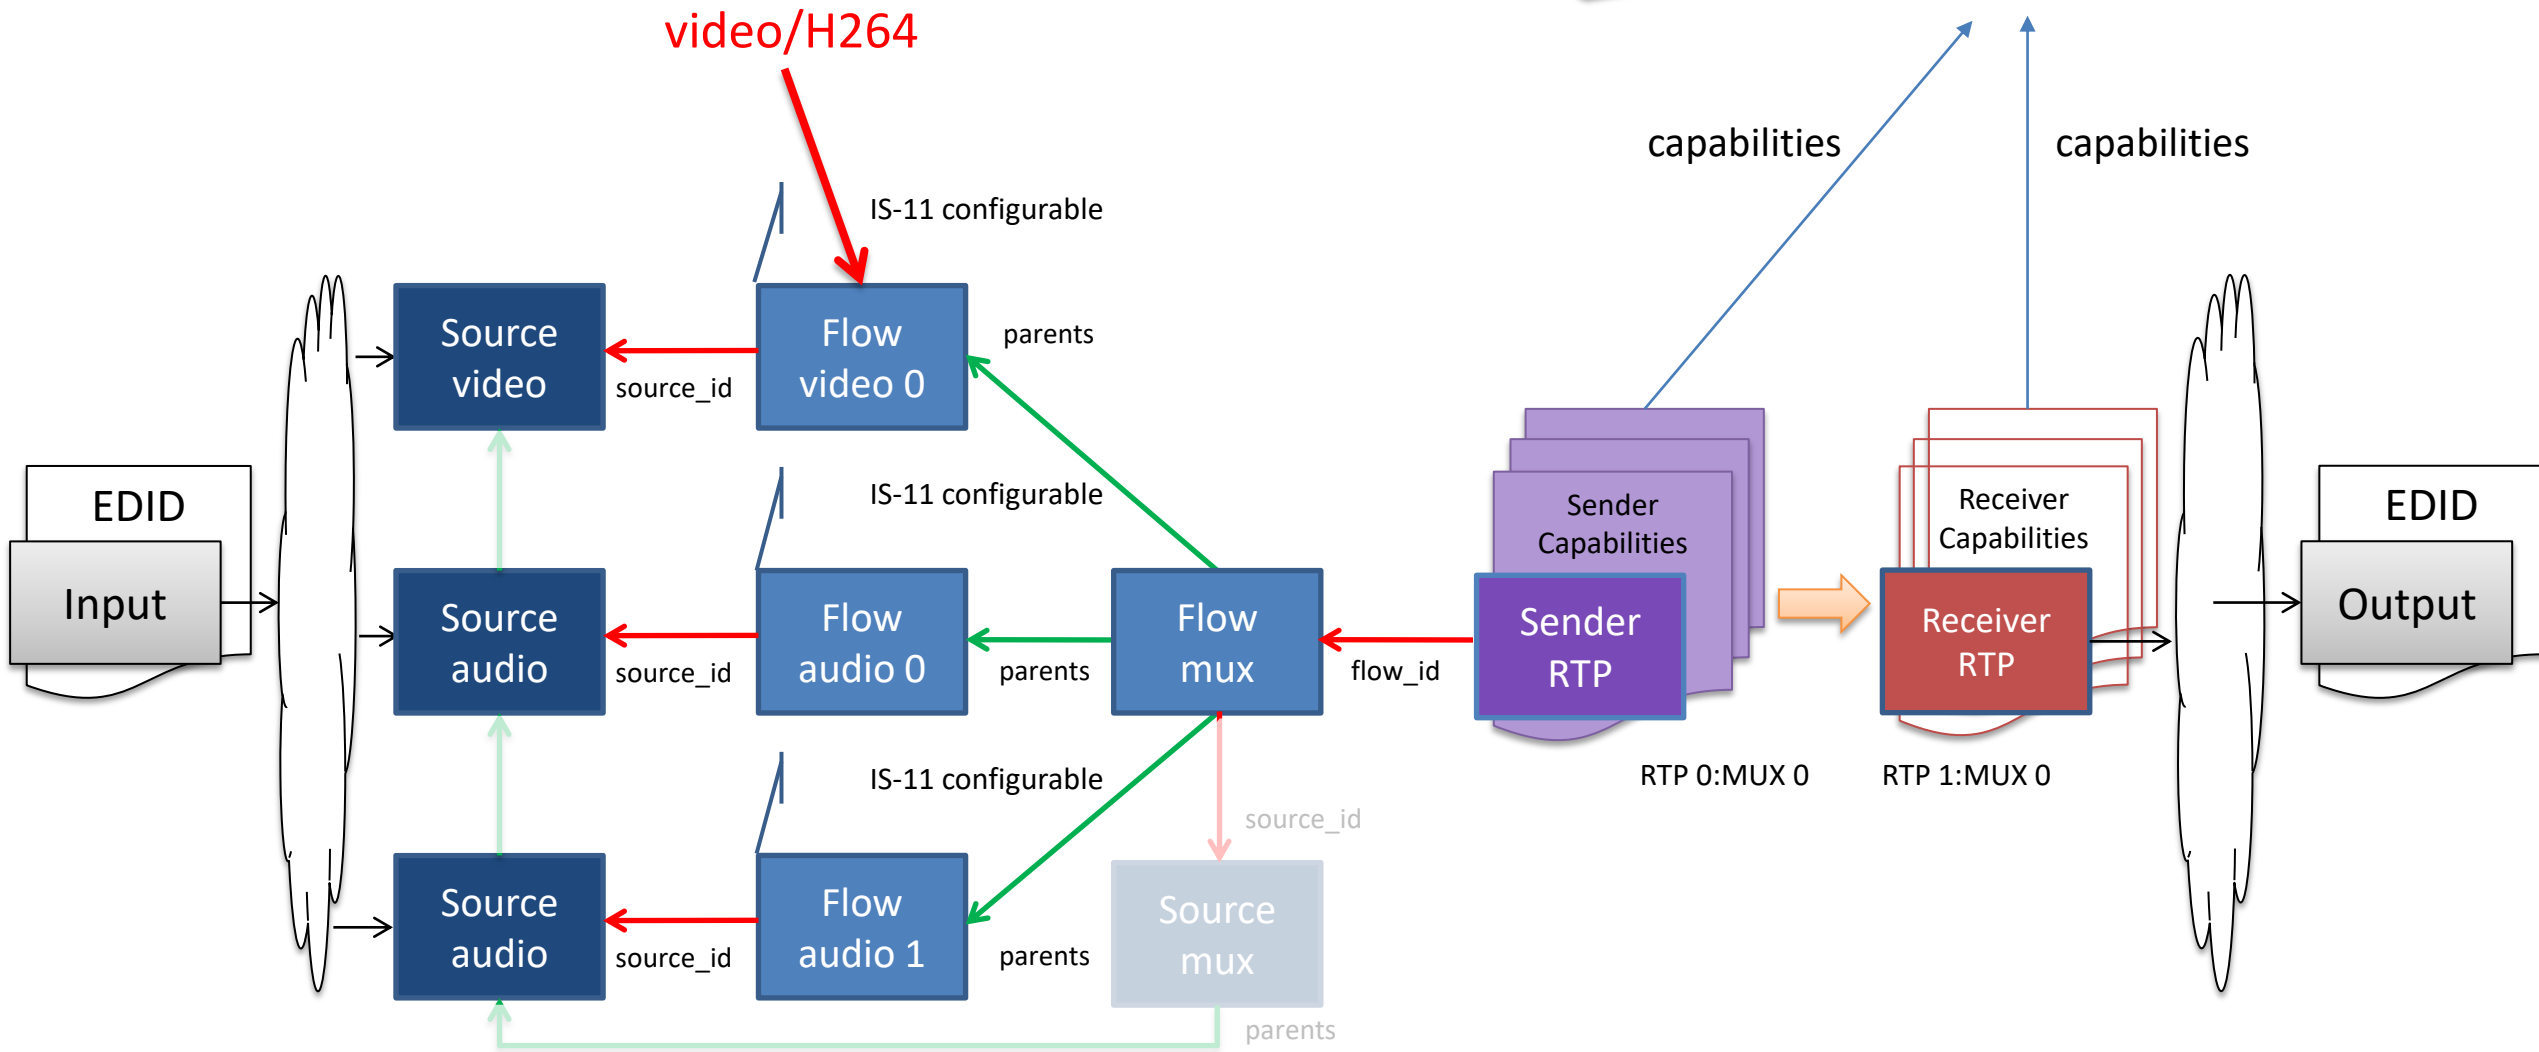 video/H264
capabilities
capabilities
IS-11 configurable
Source
video
source_id
Flow
video 0
parents
EDID
Input
IS-11 configurable
Source
audio
source_id
Flow
audio 0
parents
Flow
mux
flow_id
Sender
Capabilities
Sender
RTP
Receiver
Capabilities
Receiver
RTP
EDID
Output
RTP 0:MUX 0
RTP 1:MUX 0
IS-11 configurable
source_id
Source
audio
source_id
Flow
audio 1
parents
Source
mux
parents